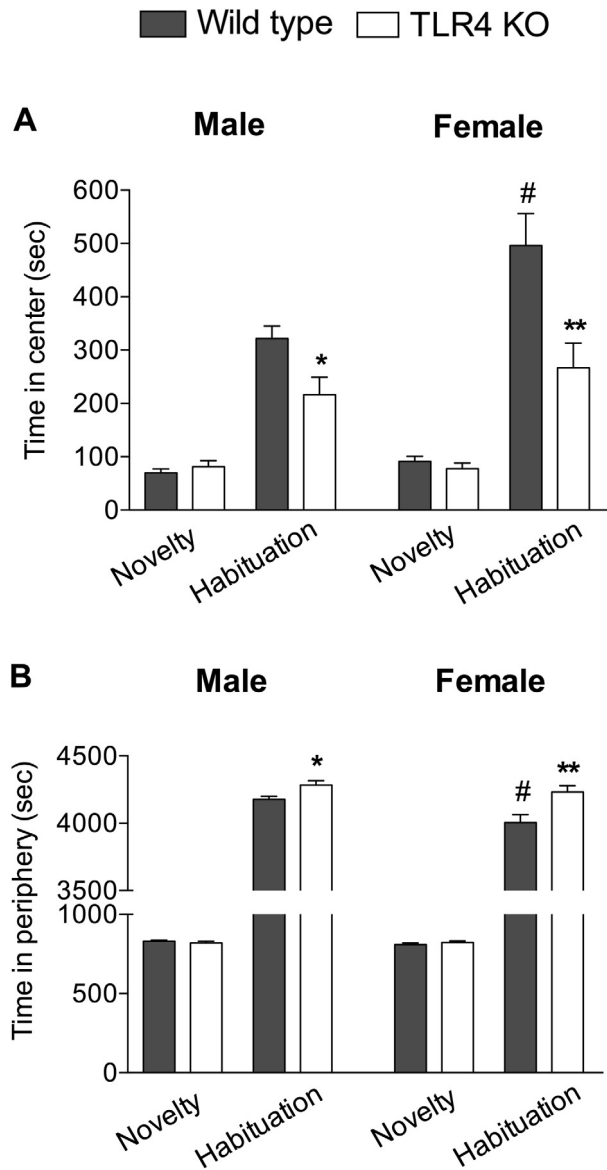 Wild type TLR4 KO
A
Male Female
Time in center (sec)
600
500
400
300
200
100
0
#
*
**
Novelty Habituation Novelty Habituation
B
Male Female
Time in periphery (sec)
4500
4000
3500
1000
500
0
*
#
**
Novelty Habituation Novelty Habituation